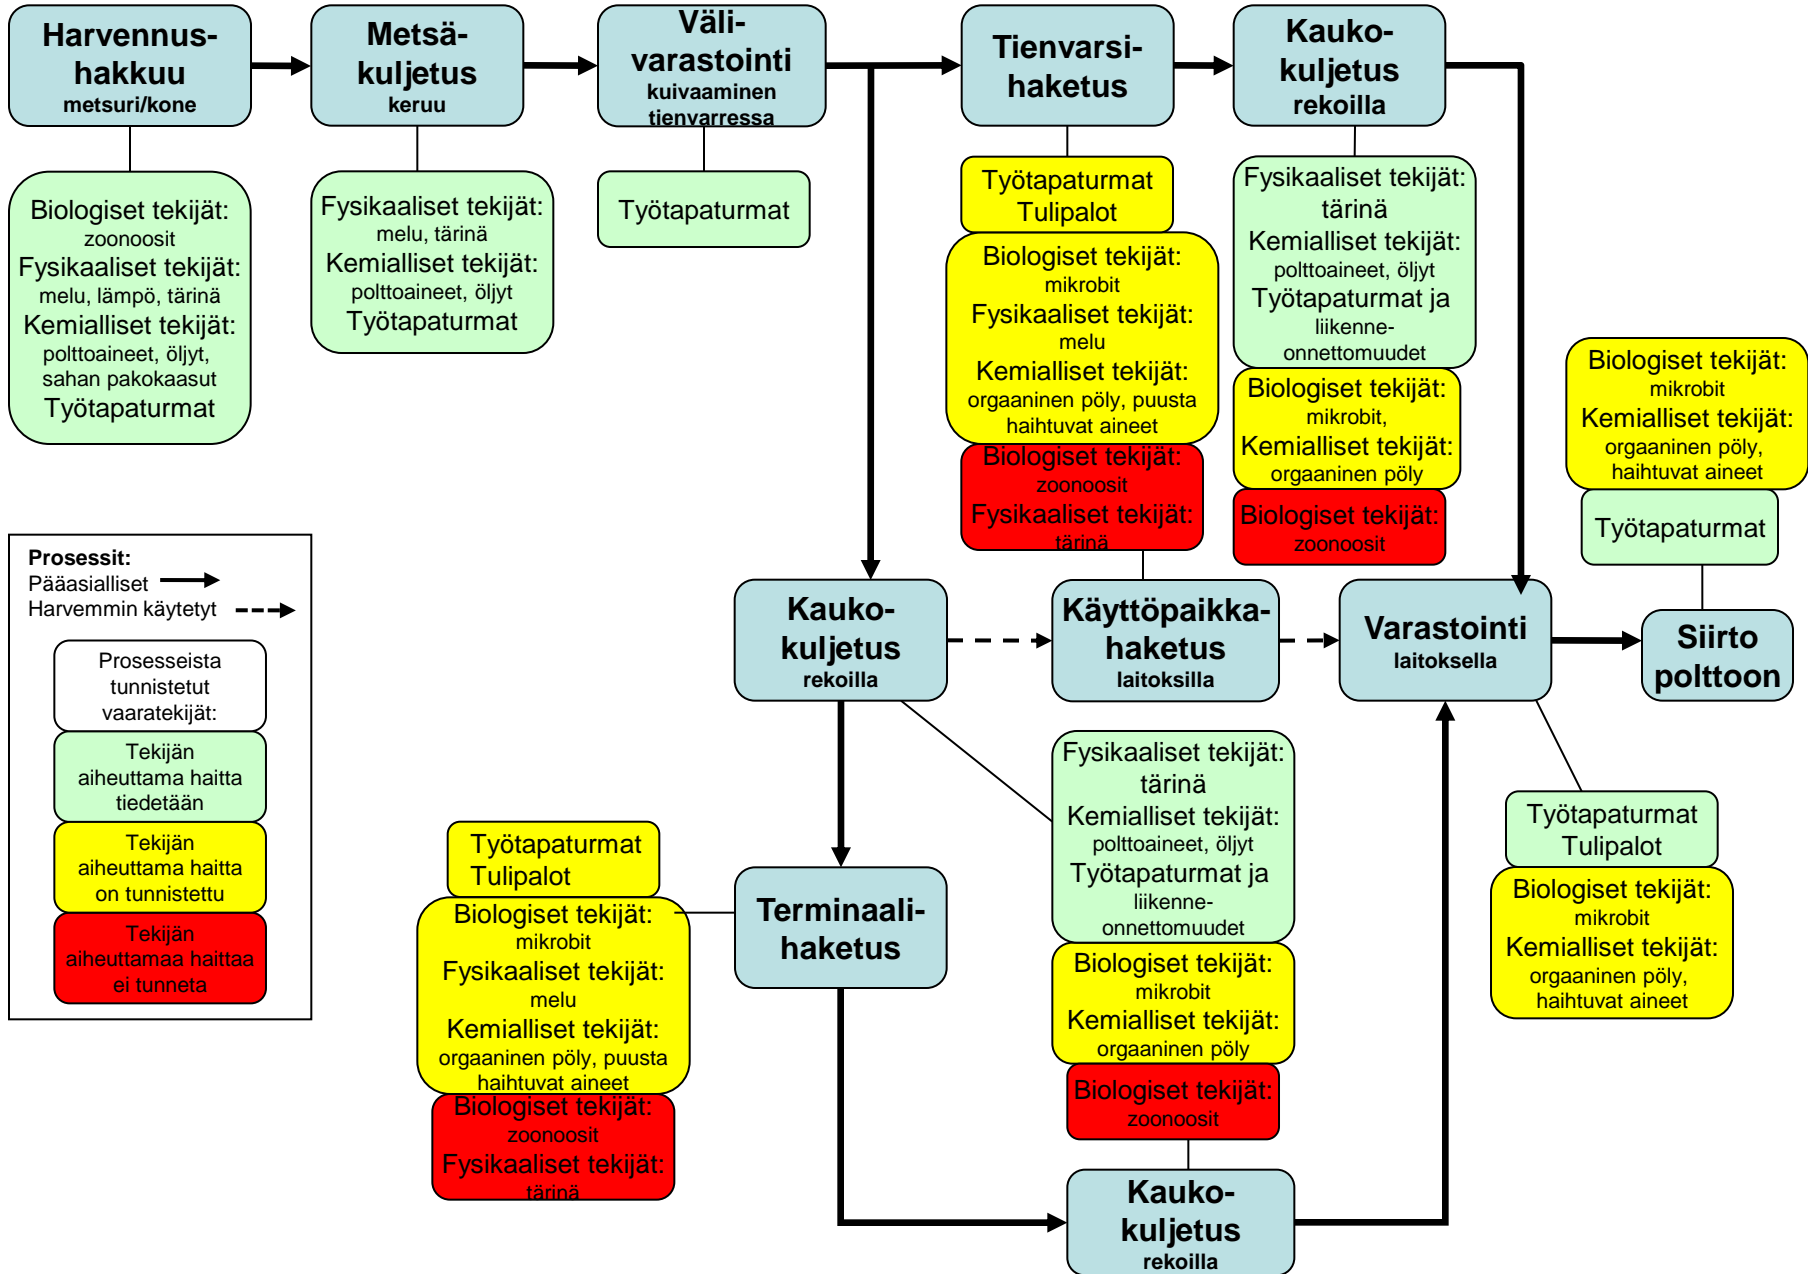 Harvennus-
hakkuu
metsuri/kone
Metsä-
kuljetus
keruu
Väli-
varastointi
kuivaaminen
tienvarressa
Tienvarsi-
haketus
Kauko-
kuljetus
rekoilla
Biologiset tekijät:
zoonoosit
Fysikaaliset tekijät:
melu, lämpö, tärinä
Kemialliset tekijät:
polttoaineet, öljyt,
sahan pakokaasut
Työtapaturmat
Fysikaaliset tekijät:
melu, tärinä
Kemialliset tekijät:
polttoaineet, öljyt
Työtapaturmat
Työtapaturmat
Työtapaturmat
Tulipalot
Biologiset tekijät:
mikrobit
Fysikaaliset tekijät:
melu
Kemialliset tekijät:
orgaaninen pöly, puusta
haihtuvat aineet
Biologiset tekijät:
zoonoosit
Fysikaaliset tekijät:
tärinä
Fysikaaliset tekijät:
tärinä
Kemialliset tekijät:
polttoaineet, öljyt
Työtapaturmat ja
liikenne-
onnettomuudet
Biologiset tekijät:
mikrobit,
Kemialliset tekijät:
orgaaninen pöly
Biologiset tekijät:
zoonoosit
Biologiset tekijät:
mikrobit
Kemialliset tekijät:
orgaaninen pöly,
haihtuvat aineet
Työtapaturmat
Prosessit:
Pääasialliset
Harvemmin käytetyt
Prosesseista
tunnistetut
vaaratekijät:
Tekijän
aiheuttama haitta
tiedetään
Tekijän
aiheuttama haitta
on tunnistettu
Tekijän
aiheuttamaa haittaa
ei tunneta
Kauko-
kuljetus
rekoilla
Käyttöpaikka-
haketus
laitoksilla
Varastointi
laitoksella
Siirto
polttoon
Työtapaturmat
Tulipalot
Biologiset tekijät:
mikrobit
Fysikaaliset tekijät:
melu
Kemialliset tekijät:
orgaaninen pöly, puusta
haihtuvat aineet
Biologiset tekijät:
zoonoosit
Fysikaaliset tekijät:
tärinä
Terminaali-
haketus
Fysikaaliset tekijät:
tärinä
Kemialliset tekijät:
polttoaineet, öljyt
Työtapaturmat ja
liikenne-
onnettomuudet
Biologiset tekijät:
mikrobit
Kemialliset tekijät:
orgaaninen pöly
Biologiset tekijät:
zoonoosit
Työtapaturmat
Tulipalot
Biologiset tekijät:
mikrobit
Kemialliset tekijät:
orgaaninen pöly,
haihtuvat aineet
Kauko-
kuljetus
rekoilla